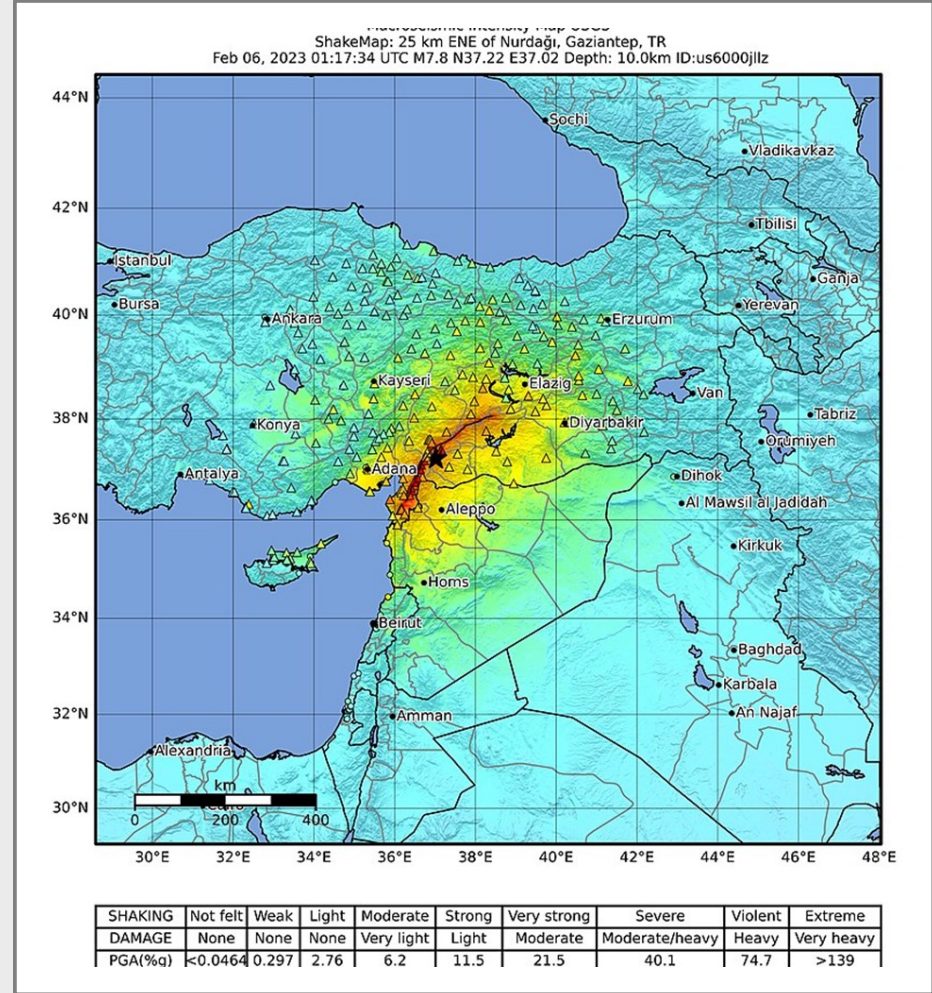 Macroseismic Intensity Map USGS
ShakeMap: 25 km ENE of Nurdağı, Gaziantep, TR
Feb 06, 2023 01:17:34 UTC M7.8 N37.22 E37.02 Depth: 10.0km ID:us6000jllz
44°N
Sochi
Vladikavkaz
42°N
Tbilisi
Istanbul
Ganja
Bursa
Yerevan
40°N
Ankara
Erzurum
Kayseri
Elazig
Van
38°N
Konya
Diyarbakir
Tabriz
Orumiyeh
Antalya
Adana
Dihok
Aleppo
Al Mawsil al Jadidah
36°N
Kirkuk
Homs
34°N
Beirut
Baghdad
Karbala
32°N
Amman
An Najaf
Alexandria
km
30°N
0 200 400
30°E 32°E 34°E 36°E 38°E 40°E 42°E 44°E 46°E 48°E
SHAKING Not felt Weak Light Moderate Strong Very strong Severe Violent Extreme
DAMAGE None None None Very light Light Moderate Moderate/heavy Heavy Very heavy
PGA(%g) <0.0464 0.297 2.76 6.2 11.5 21.5 40.1 74.7 >139